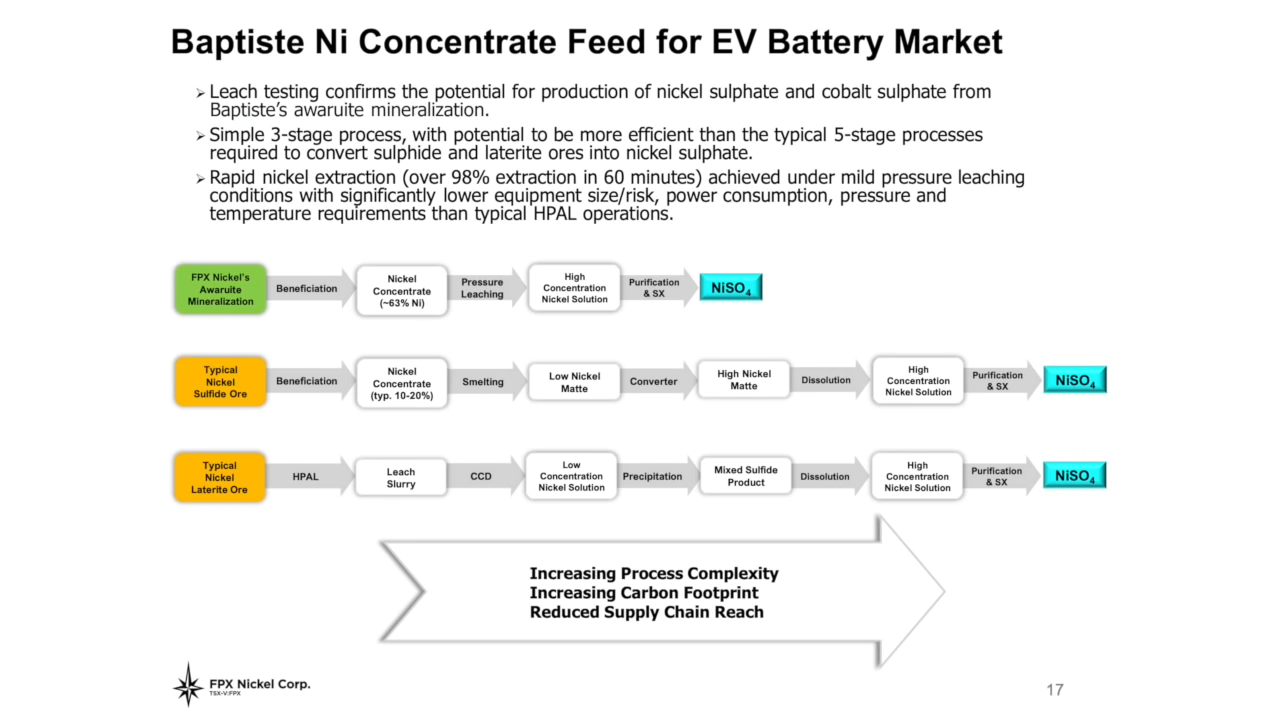 Baptiste Ni Concentrate Feed for EV Battery Market
➢ Leach testing confirms the potential for production of nickel sulphate and cobalt sulphate from
Baptiste’s awaruite mineralization.
➢ Simple 3-stage process, with potential to be more efficient than the typical 5-stage processes
required to convert sulphide and laterite ores into nickel sulphate.
➢ Rapid nickel extraction (over 98% extraction in 60 minutes) achieved under mild pressure leaching
conditions with significantly lower equipment size/risk, power consumption, pressure and
temperature requirements than typical HPAL operations.
FPX Nickel's
Awaruite
Mineralization
Beneficiation
Nickel
Concentrate
(~63% Ni)
Pressure
Leaching
High
Concentration
Nickel Solution
Purification
& SX
NiSO4
Typical
Nickel
Sulfide Ore
Beneficiation
Nickel
Concentrate
(typ. 10-20%)
Smelting
Low Nickel
Matte
Converter
High Nickel
Matte
Dissolution
High
Concentration
Nickel Solution
Purification
& SX
NiSO4
Typical
Nickel
Laterite Ore
HPAL
Leach
Slurry
CCD
Low
Concentration
Nickel Solution
Precipitation
Mixed Sulfide
Product
Dissolution
High
Concentration
Nickel Solution
Purification
& SX
NiSO4
Increasing Process Complexity
Increasing Carbon Footprint
Reduced Supply Chain Reach
FPX Nickel Corp.
TSX-V:FPX
17